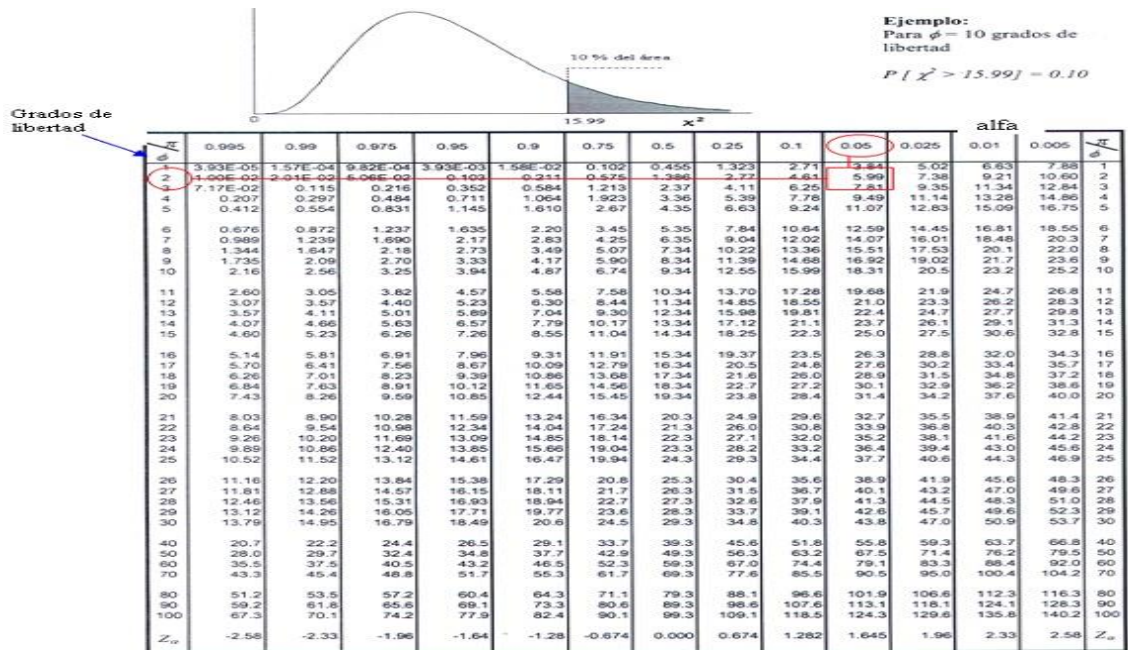 Ejemplo:
Para ϕ = 10 grados de
libertad
P [ χ² > 15.99] = 0.10
10 % del área
0 15.99 x²
Grados de
libertad
alfa
ϕ α 0.995 0.99 0.975 0.95 0.9 0.75 0.5 0.25 0.1 0.05 0.025 0.01 0.005 α ϕ
1 3.93E-05 1.57E-04 9.82E-04 3.93E-03 1.58E-02 0.102 0.455 1.323 2.71 3.84 5.02 6.63 7.88 1
2 1.00E-02 2.01E-02 5.06E-02 0.103 0.211 0.575 1.386 2.77 4.61 5.99 7.38 9.21 10.60 2
3 7.17E-02 0.115 0.216 0.352 0.584 1.213 2.37 4.11 6.25 7.81 9.35 11.34 12.84 3
4 0.207 0.297 0.484 0.711 1.064 1.923 3.36 5.39 7.78 9.49 11.14 13.28 14.86 4
5 0.412 0.554 0.831 1.145 1.610 2.67 4.35 6.63 9.24 11.07 12.83 15.09 16.75 5
6 0.676 0.872 1.237 1.635 2.20 3.45 5.35 7.84 10.64 12.59 14.45 16.81 18.55 6
7 0.989 1.239 1.690 2.17 2.83 4.25 6.35 9.04 12.02 14.07 16.01 18.48 20.3 7
8 1.344 1.647 2.18 2.73 3.49 5.07 7.34 10.22 13.36 15.51 17.53 20.1 22.0 8
9 1.735 2.09 2.70 3.33 4.17 5.90 8.34 11.39 14.68 16.92 19.02 21.7 23.6 9
10 2.16 2.56 3.25 3.94 4.87 6.74 9.34 12.55 15.99 18.31 20.5 23.2 25.2 10
11 2.60 3.05 3.82 4.57 5.58 7.58 10.34 13.70 17.28 19.68 21.9 24.7 26.8 11
12 3.07 3.57 4.40 5.23 6.30 8.44 11.34 14.85 18.55 21.0 23.3 26.2 28.3 12
13 3.57 4.11 5.01 5.89 7.04 9.30 12.34 15.98 19.81 22.4 24.7 27.7 29.8 13
14 4.07 4.66 5.63 6.57 7.79 10.17 13.34 17.12 21.1 23.7 26.1 29.1 31.3 14
15 4.60 5.23 6.26 7.26 8.55 11.04 14.34 18.25 22.3 25.0 27.5 30.6 32.8 15
16 5.14 5.81 6.91 7.96 9.31 11.91 15.34 19.37 23.5 26.3 28.8 32.0 34.3 16
17 5.70 6.41 7.56 8.67 10.09 12.79 16.34 20.5 24.8 27.6 30.2 33.4 35.7 17
18 6.26 7.01 8.23 9.39 10.86 13.68 17.34 21.6 26.0 28.9 31.5 34.8 37.2 18
19 6.84 7.63 8.91 10.12 11.65 14.56 18.34 22.7 27.2 30.1 32.9 36.2 38.6 19
20 7.43 8.26 9.59 10.85 12.44 15.45 19.34 23.8 28.4 31.4 34.2 37.6 40.0 20
21 8.03 8.90 10.28 11.59 13.24 16.34 20.3 24.9 29.6 32.7 35.5 38.9 41.4 21
22 8.64 9.54 10.98 12.34 14.04 17.24 21.3 26.0 30.8 33.9 36.8 40.3 42.8 22
23 9.26 10.20 11.69 13.09 14.85 18.14 22.3 27.1 32.0 35.2 38.1 41.6 44.2 23
24 9.89 10.86 12.40 13.85 15.66 19.04 23.3 28.2 33.2 36.4 39.4 43.0 45.6 24
25 10.52 11.52 13.12 14.61 16.47 19.94 24.3 29.3 34.4 37.7 40.6 44.3 46.9 25
26 11.16 12.20 13.84 15.38 17.29 20.8 25.3 30.4 35.6 38.9 41.9 45.6 48.3 26
27 11.81 12.88 14.57 16.15 18.11 21.7 26.3 31.5 36.7 40.1 43.2 47.0 49.6 27
28 12.46 13.56 15.31 16.93 18.94 22.7 27.3 32.6 37.9 41.3 44.5 48.3 51.0 28
29 13.12 14.26 16.05 17.71 19.77 23.6 28.3 33.7 39.1 42.6 45.7 49.6 52.3 29
30 13.79 14.95 16.79 18.49 20.6 24.5 29.3 34.8 40.3 43.8 47.0 50.9 53.7 30
40 20.7 22.2 24.4 26.5 29.1 33.7 39.3 45.6 51.8 55.8 59.3 63.7 66.8 40
50 28.0 29.7 32.4 34.8 37.7 42.9 49.3 56.3 63.2 67.5 71.4 76.2 79.5 50
60 35.5 37.5 40.5 43.2 46.5 52.3 59.3 67.0 74.4 79.1 83.3 88.4 92.0 60
70 43.3 45.4 48.8 51.7 55.3 61.7 69.3 77.6 85.5 90.5 95.0 100.4 104.2 70
80 51.2 53.5 57.2 60.4 64.3 71.1 79.3 88.1 96.6 101.9 106.6 112.3 116.3 80
90 59.2 61.8 65.6 69.1 73.3 80.6 89.3 98.6 107.6 113.1 118.1 124.1 128.3 90
100 67.3 70.1 74.2 77.9 82.4 90.1 99.3 109.1 118.5 124.3 129.6 135.8 140.2 100
Zα -2.58 -2.33 -1.96 -1.64 -1.28 -0.674 0.000 0.674 1.282 1.645 1.96 2.33 2.58 Zα